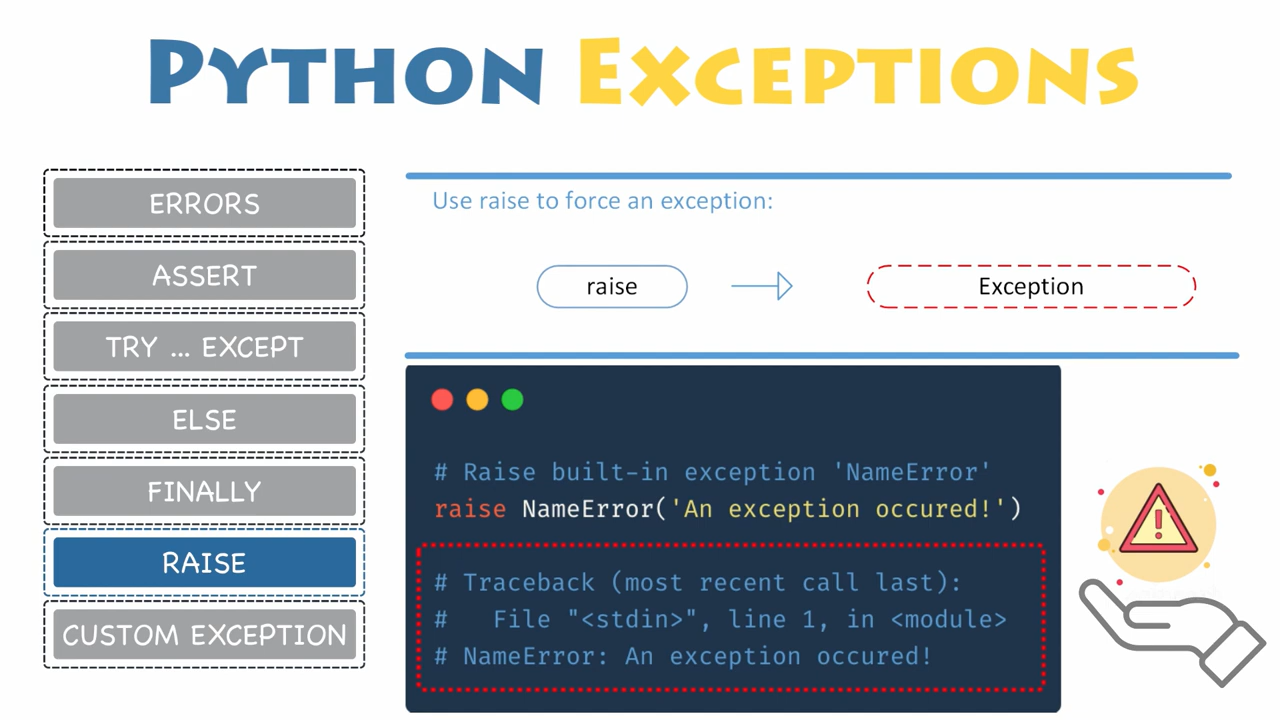 PYTHON EXCEPTIONS
ERRORS
ASSERT
TRY ... EXCEPT
ELSE
FINALLY
RAISE
CUSTOM EXCEPTION
Use raise to force an exception:
raise
Exception
# Raise built-in exception 'NameError'
raise NameError('An exception occured!')
# Traceback (most recent call last):
#   File "<stdin>", line 1, in <module>
# NameError: An exception occured!